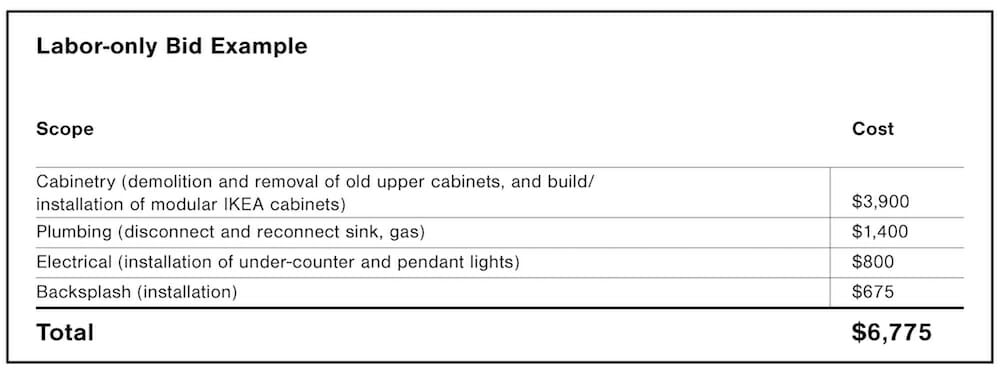 Labor-only Bid Example
Scope Cost
Cabinetry (demolition and removal of old upper cabinets, and build/
installation of modular IKEA cabinets) $3,900
Plumbing (disconnect and reconnect sink, gas) $1,400
Electrical (installation of under-counter and pendant lights) $800
Backsplash (installation) $675
Total $6,775